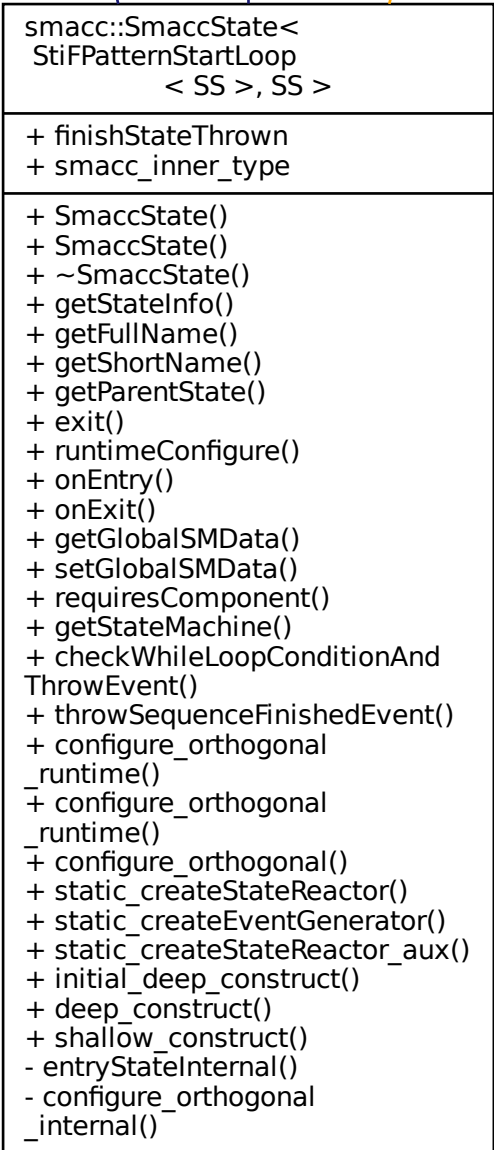 smacc::SmaccState<
StiFPatternStartLoop
< SS >, SS >
+ finishStateThrown
+ smacc_inner_type
+ SmaccState()
+ SmaccState()
+ ~SmaccState()
+ getStateInfo()
+ getFullName()
+ getShortName()
+ getParentState()
+ exit()
+ runtimeConfigure()
+ onEntry()
+ onExit()
+ getGlobalSMData()
+ setGlobalSMData()
+ requiresComponent()
+ getStateMachine()
+ checkWhileLoopConditionAnd
ThrowEvent()
+ throwSequenceFinishedEvent()
+ configure_orthogonal
_runtime()
+ configure_orthogonal
_runtime()
+ configure_orthogonal()
+ static_createStateReactor()
+ static_createEventGenerator()
+ static_createStateReactor_aux()
+ initial_deep_construct()
+ deep_construct()
+ shallow_construct()
- entryStateInternal()
- configure_orthogonal
_internal()